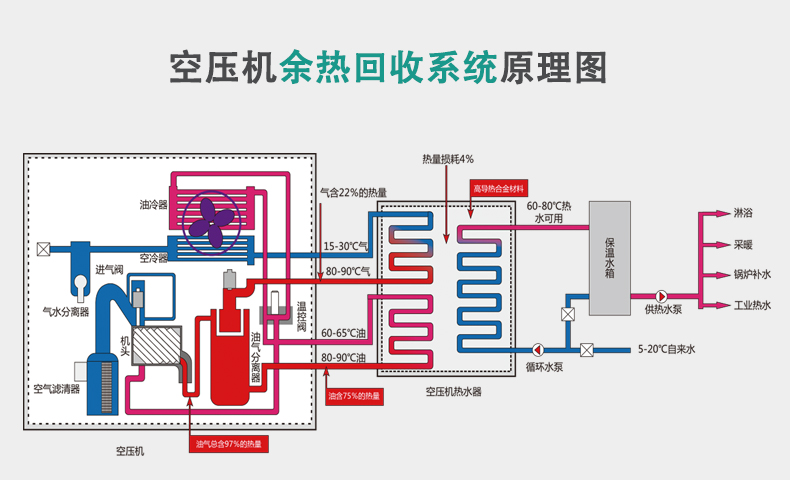 空压机余热回收系统原理图
热量损耗4%
高导热合金材料
气含22%的热量
油冷器
60-80℃热
水可用
淋浴
15-30℃气
采暖
保温水箱
空冷器
进气阀
80-90℃气
锅炉补水
气水分离器
温控阀
供热水泵
工业热水
机头
油气分离器
60-65℃油
5-20℃自来水
80-90℃油
循环水泵
空气滤清器
空压机热水器
油含75%的热量
油气总含97%的热量
空压机